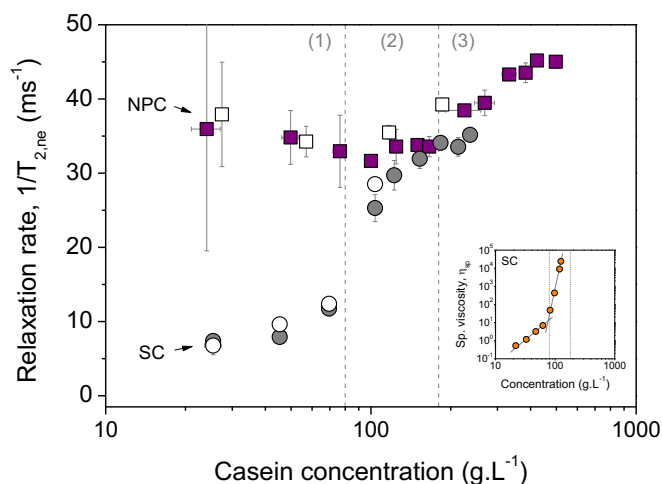 50
40
30
20
10
0
Relaxation rate, 1/T2,ne (ms-1)
(1) (2) (3)
NPC
SC
10 100 1000
Casein concentration (g.L-1)
SC
10^5
10^4
10^3
10^2
10^1
10^0
10^-1
Sp. viscosity, ηsp
10 100 1000
Concentration (g.L-1)